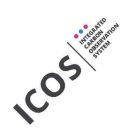 ICOS
INTEGRATED
CARBON
OBSERVATION
SYSTEM